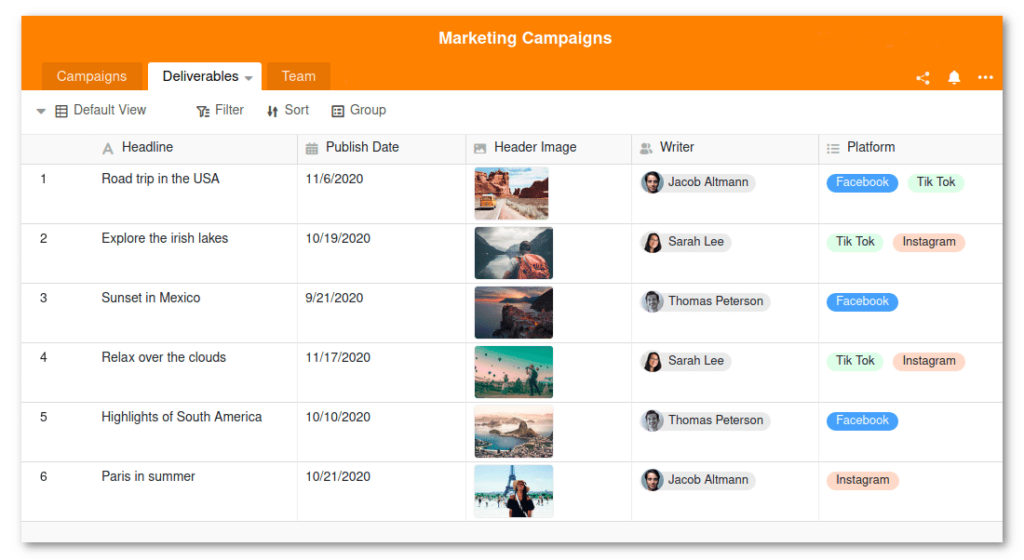 Marketing Campaigns
Campaigns Deliverables Team
Default View Filter Sort Group
Headline Publish Date Header Image Writer Platform
1 Road trip in the USA 11/6/2020 Jacob Altmann Facebook Tik Tok
2 Explore the irish lakes 10/19/2020 Sarah Lee Tik Tok Instagram
3 Sunset in Mexico 9/21/2020 Thomas Peterson Facebook
4 Relax over the clouds 11/17/2020 Sarah Lee Tik Tok Instagram
5 Highlights of South America 10/10/2020 Thomas Peterson Facebook
6 Paris in summer 10/21/2020 Jacob Altmann Instagram